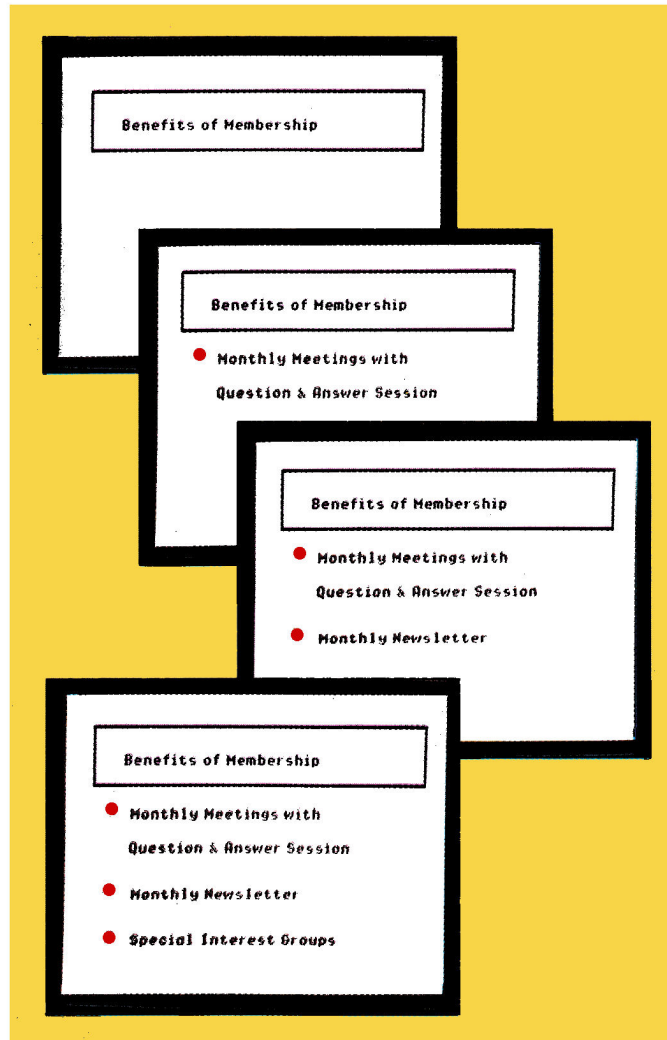 Benefits of Membership
Benefits of Membership
Monthly Meetings with
Question & Answer Session
Benefits of Membership
Monthly Meetings with
Question & Answer Session
Monthly Newsletter
Benefits of Membership
Monthly Meetings with
Question & Answer Session
Monthly Newsletter
Special Interest Groups